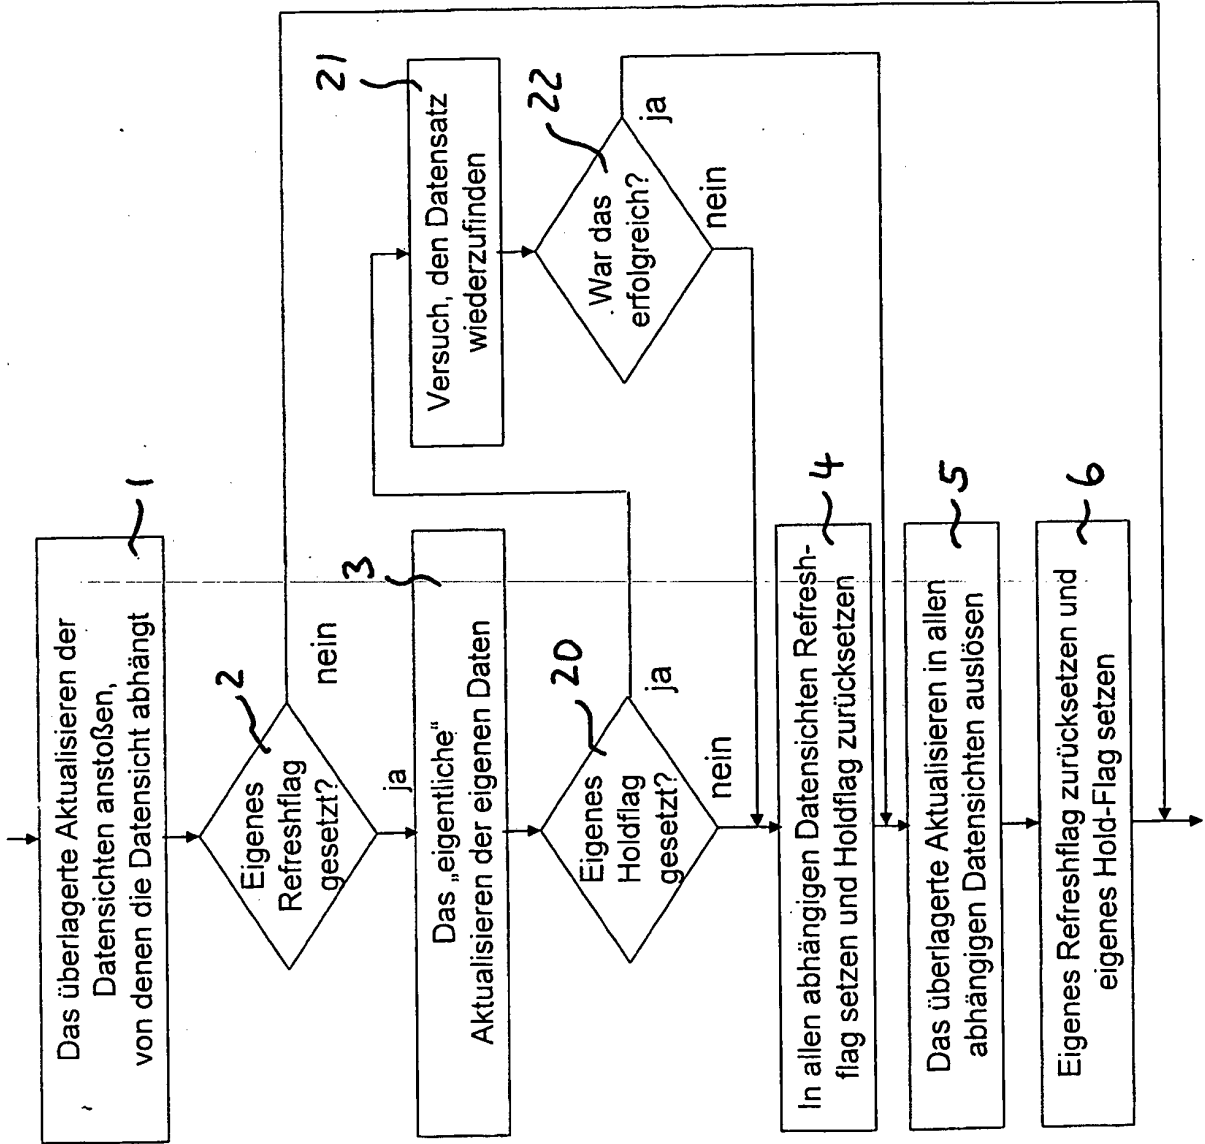 Das überlagerte Aktualisieren der
Datensichten anstoßen,
von denen die Datensicht abhängt
1
Eigenes
Refreshflag
gesetzt?
2
nein
ja
Das „eigentliche"
Aktualisieren der eigenen Daten
3
Eigenes
Holdflag
gesetzt?
20
ja
nein
Versuch, den Datensatz
wiederzufinden
21
War das
erfolgreich?
22
ja
nein
In allen abhängigen Datensichten Refresh-
flag setzen und Holdflag zurücksetzen
4
Das überlagerte Aktualisieren in allen
abhängigen Datensichten auslösen
5
Eigenes Refreshflag zurücksetzen und
eigenes Hold-Flag setzen
6